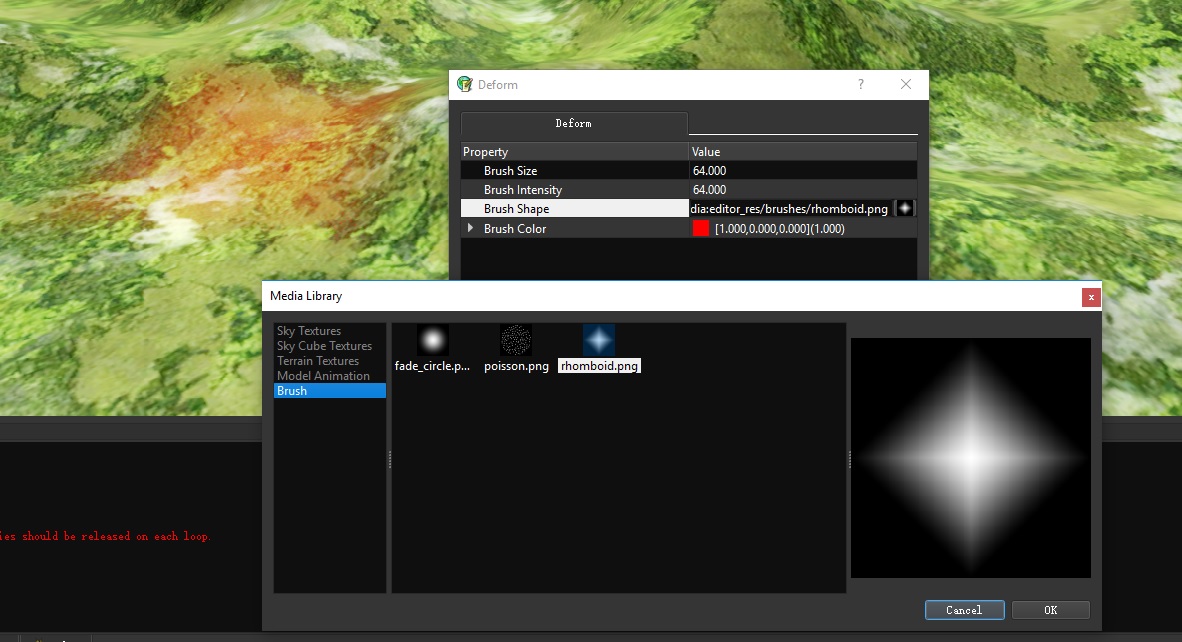 Deform
?
Deform
Property Value
Brush Size 64.000
Brush Intensity 64.000
Brush Shape dia:editor_res/brushes/rhomboid.png
Brush Color [1.000,0.000,0.000](1.000)
Media Library
x
Sky Textures
Sky Cube Textures
Terrain Textures
Model Animation
Brush
fade_circle.p... poisson.png rhomboid.png
ies should be released on each loop.
Cancel OK